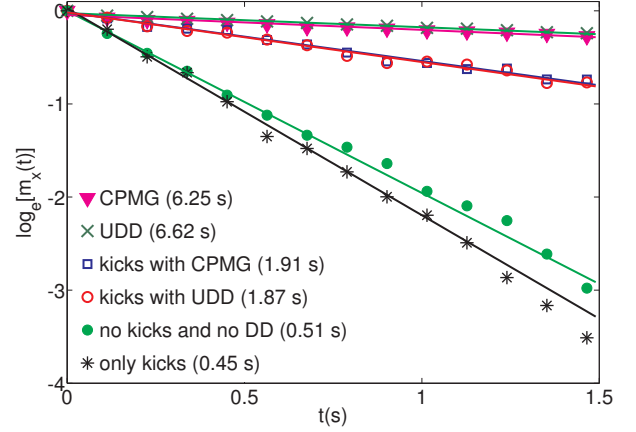 0
-1
-2
-3
-4
log_e[m_x(t)]
CPMG (6.25 s)
UDD (6.62 s)
kicks with CPMG (1.91 s)
kicks with UDD (1.87 s)
no kicks and no DD (0.51 s)
only kicks (0.45 s)
0 0.5 1 1.5
t(s)